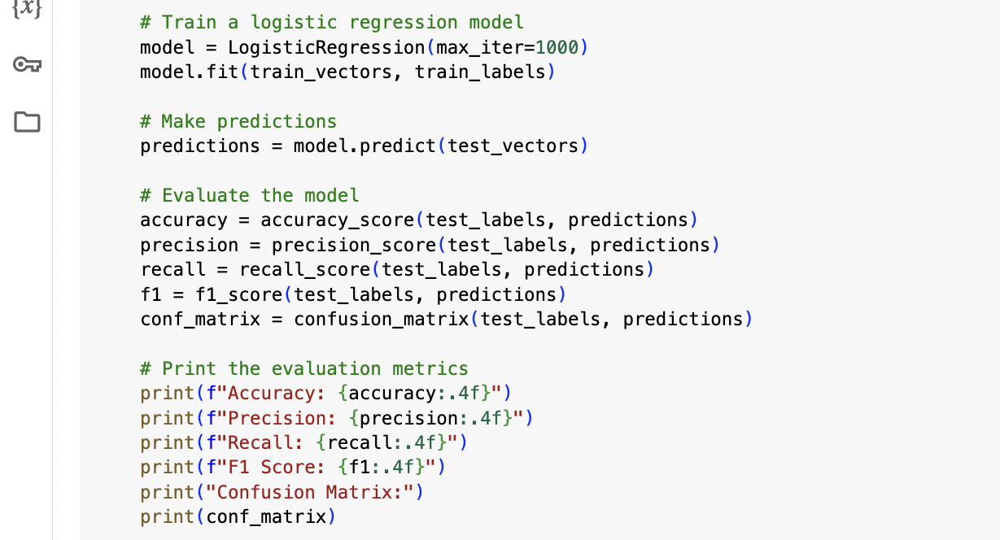 {x}
# Train a logistic regression model
model = LogisticRegression(max_iter=1000)
model.fit(train_vectors, train_labels)
# Make predictions
predictions = model.predict(test_vectors)
# Evaluate the model
accuracy = accuracy_score(test_labels, predictions)
precision = precision_score(test_labels, predictions)
recall = recall_score(test_labels, predictions)
f1 = f1_score(test_labels, predictions)
conf_matrix = confusion_matrix(test_labels, predictions)
# Print the evaluation metrics
print(f"Accuracy: {accuracy:.4f}")
print(f"Precision: {precision:.4f}")
print(f"Recall: {recall:.4f}")
print(f"F1 Score: {f1:.4f}")
print("Confusion Matrix:")
print(conf_matrix)